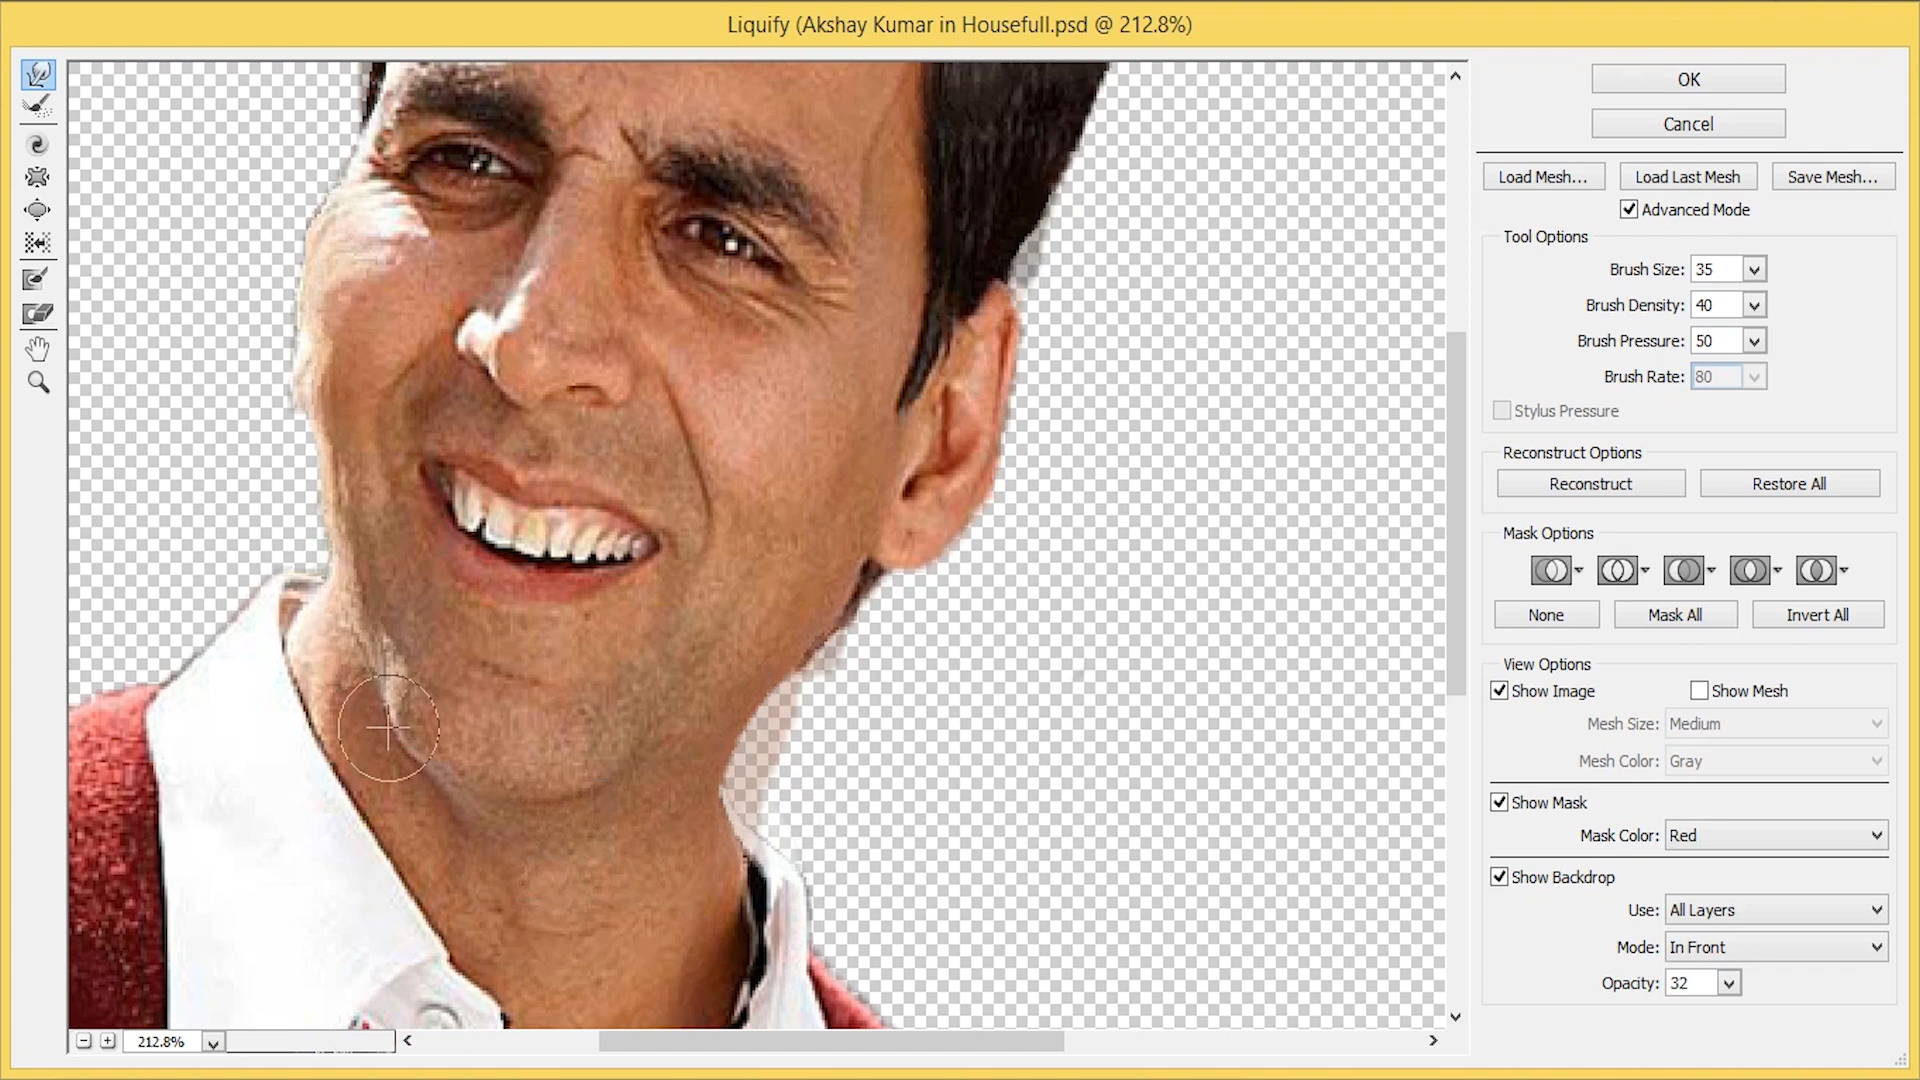 Liquify (Akshay Kumar in Housefull.psd @ 212.8%)
OK
Cancel
Load Mesh... Load Last Mesh Save Mesh...
Advanced Mode
Tool Options
Brush Size: 35
Brush Density: 40
Brush Pressure: 50
Brush Rate: 80
Stylus Pressure
Reconstruct Options
Reconstruct Restore All
Mask Options
None Mask All Invert All
View Options
Show Image Show Mesh
Mesh Size: Medium
Mesh Color: Gray
Show Mask
Mask Color: Red
Show Backdrop
Use: All Layers
Mode: In Front
Opacity: 32
212.8%